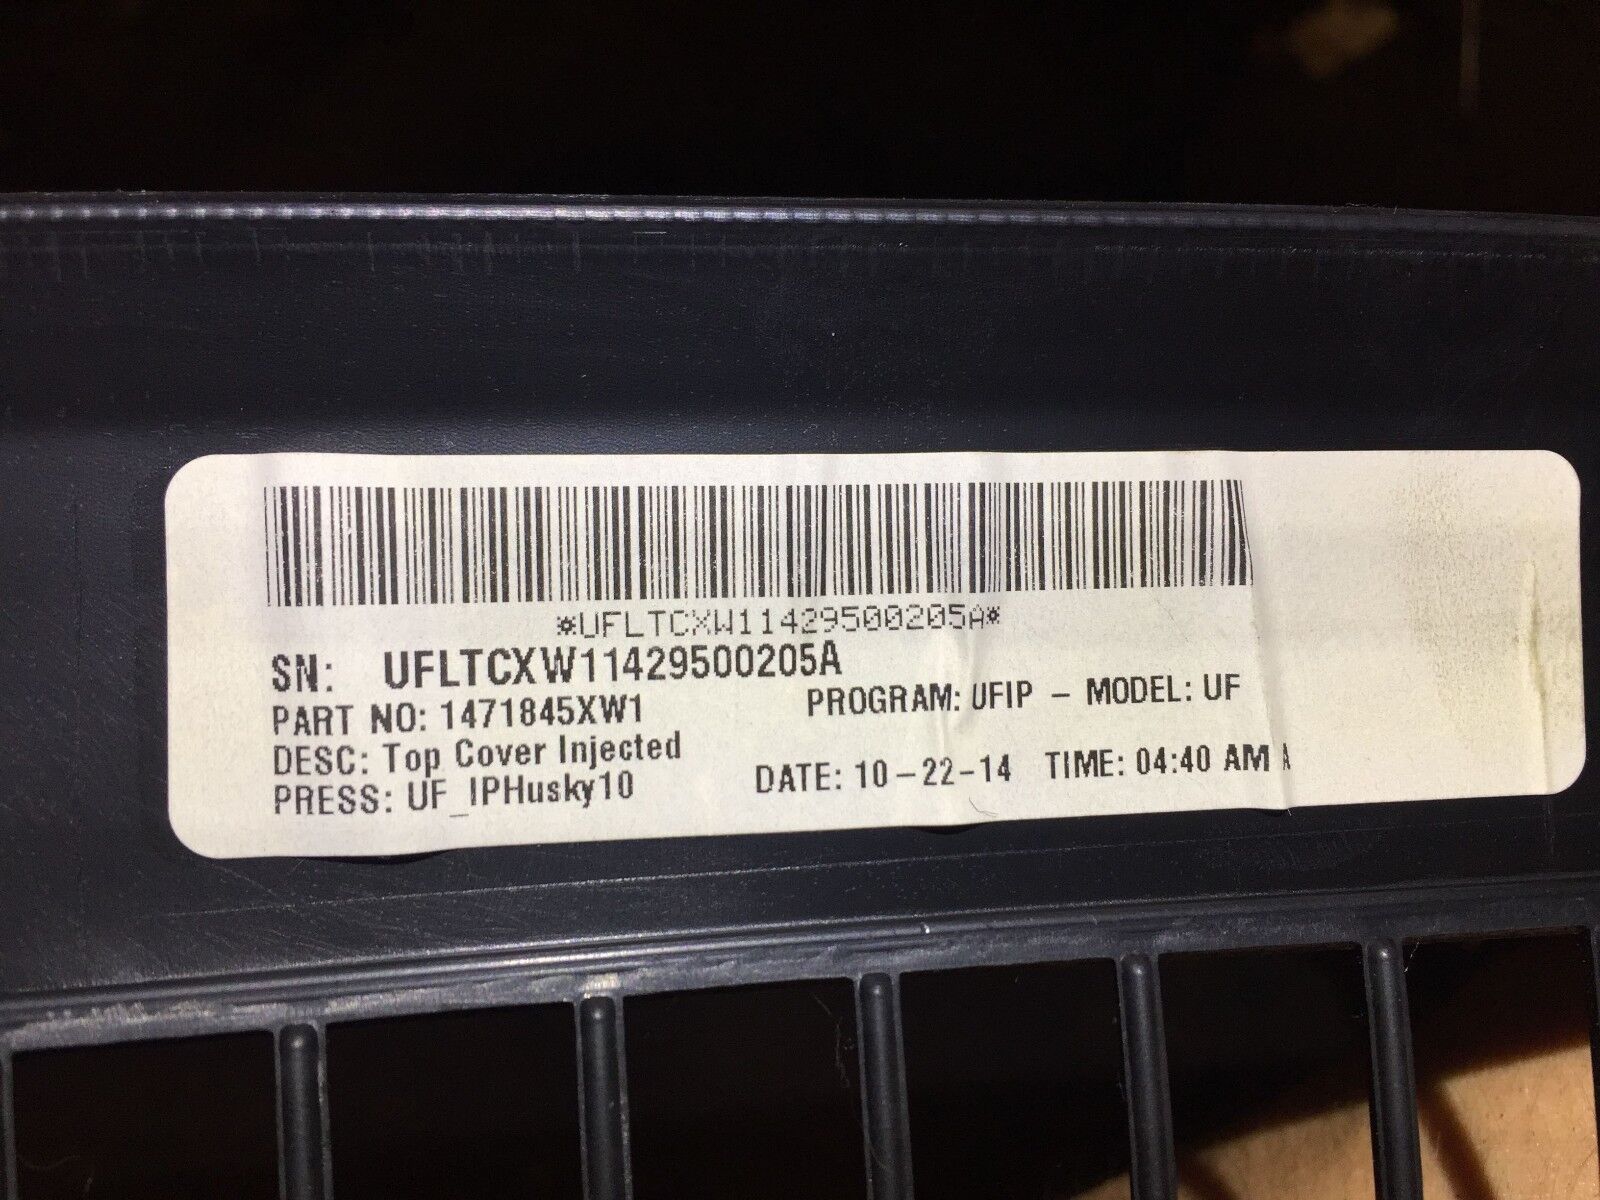 *UFLTCXW11429500205A*
SN: UFLTCXW11429500205A
PART NO: 1471845XW1 PROGRAM: UFIP - MODEL: UF
DESC: Top Cover Injected
PRESS: UF_IPHusky10 DATE: 10-22-14 TIME: 04:40 AM A